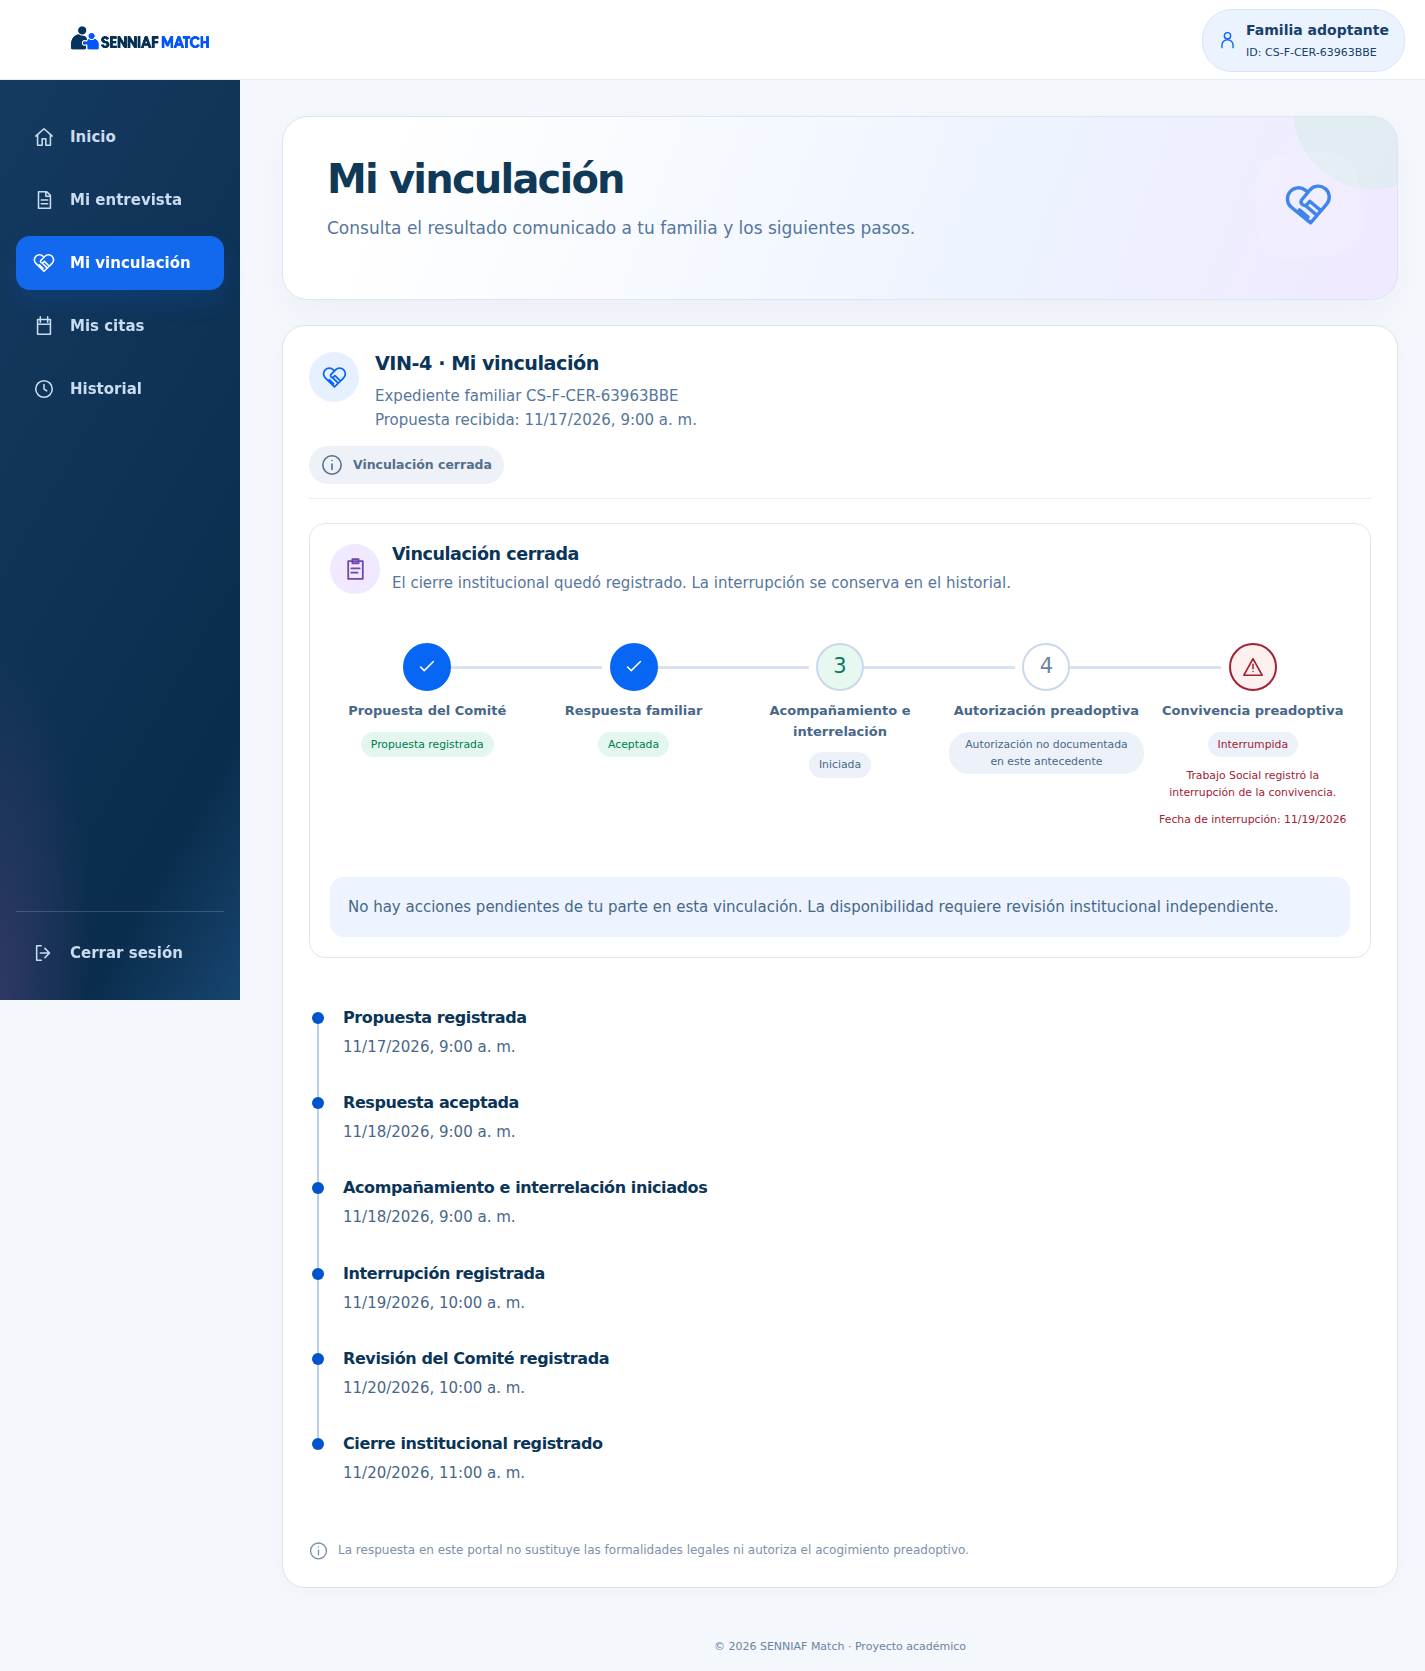 SENNIAF MATCH
Familia adoptante
ID: CS-F-CER-63963BBE
Inicio
Mi entrevista
Mi vinculación
Mis citas
Historial
Cerrar sesión
Mi vinculación
Consulta el resultado comunicado a tu familia y los siguientes pasos.
VIN-4 · Mi vinculación
Expediente familiar CS-F-CER-63963BBE
Propuesta recibida: 11/17/2026, 9:00 a. m.
Vinculación cerrada
Vinculación cerrada
El cierre institucional quedó registrado. La interrupción se conserva en el historial.
Propuesta del Comité
Propuesta registrada
Respuesta familiar
Aceptada
3
Acompañamiento e
interrelación
Iniciada
4
Autorización preadoptiva
Autorización no documentada
en este antecedente
Convivencia preadoptiva
Interrumpida
Trabajo Social registró la
interrupción de la convivencia.
Fecha de interrupción: 11/19/2026
No hay acciones pendientes de tu parte en esta vinculación. La disponibilidad requiere revisión institucional independiente.
Propuesta registrada
11/17/2026, 9:00 a. m.
Respuesta aceptada
11/18/2026, 9:00 a. m.
Acompañamiento e interrelación iniciados
11/18/2026, 9:00 a. m.
Interrupción registrada
11/19/2026, 10:00 a. m.
Revisión del Comité registrada
11/20/2026, 10:00 a. m.
Cierre institucional registrado
11/20/2026, 11:00 a. m.
La respuesta en este portal no sustituye las formalidades legales ni autoriza el acogimiento preadoptivo.
© 2026 SENNIAF Match · Proyecto académico